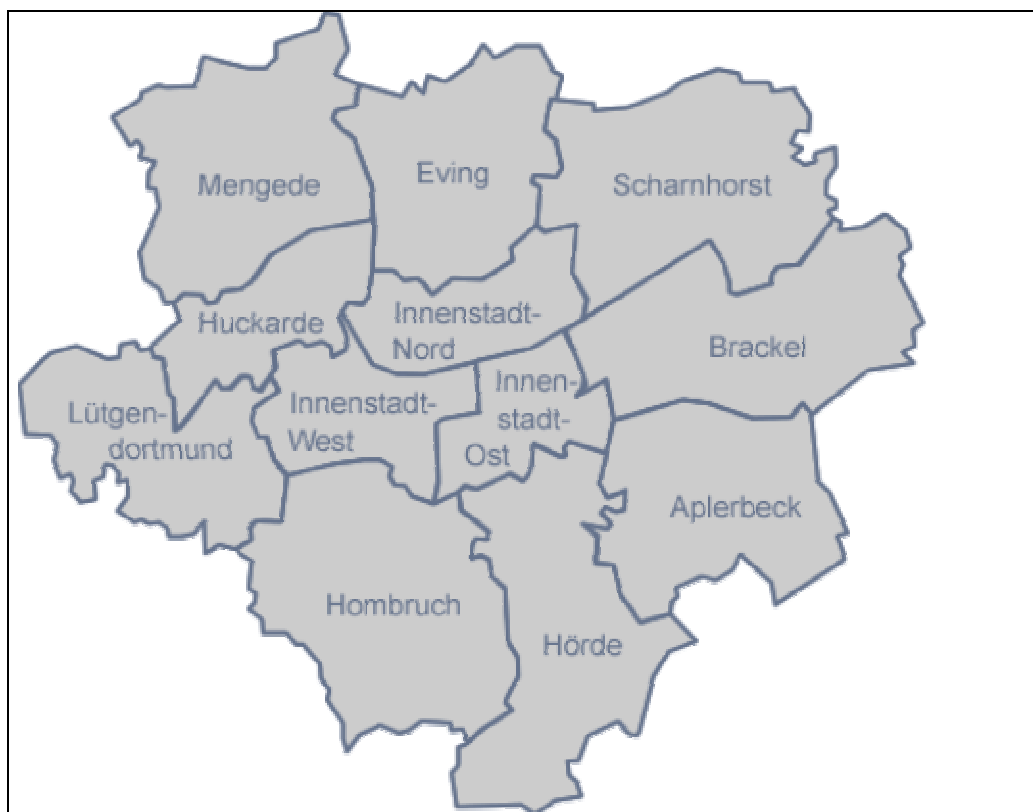 Mengede
Eving
Scharnhorst
Huckarde
Innenstadt-
Nord
Brackel
Lütgen-
dortmund
Innenstadt-
West
Innen-
stadt-
Ost
Aplerbeck
Hombruch
Hörde